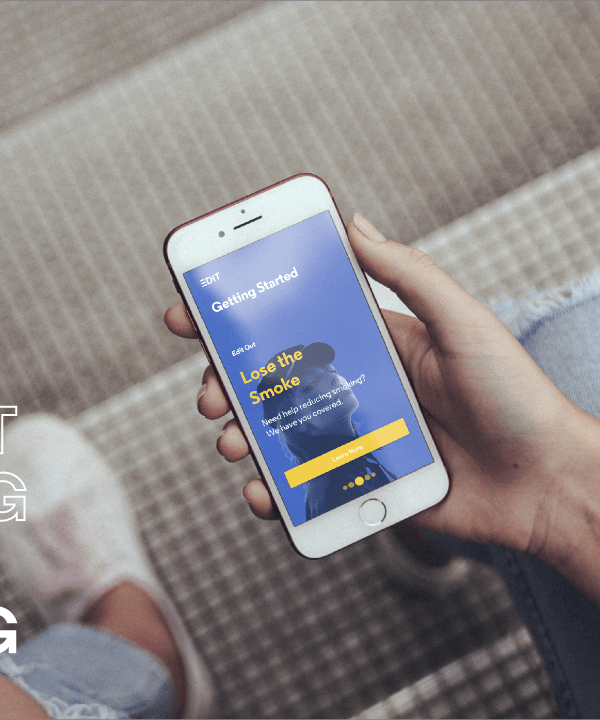 EDIT
Getting Started
Edit Out
Lose the
Smoke
Need help reducing smoking?
We have you covered.
Learn More
T
G
G